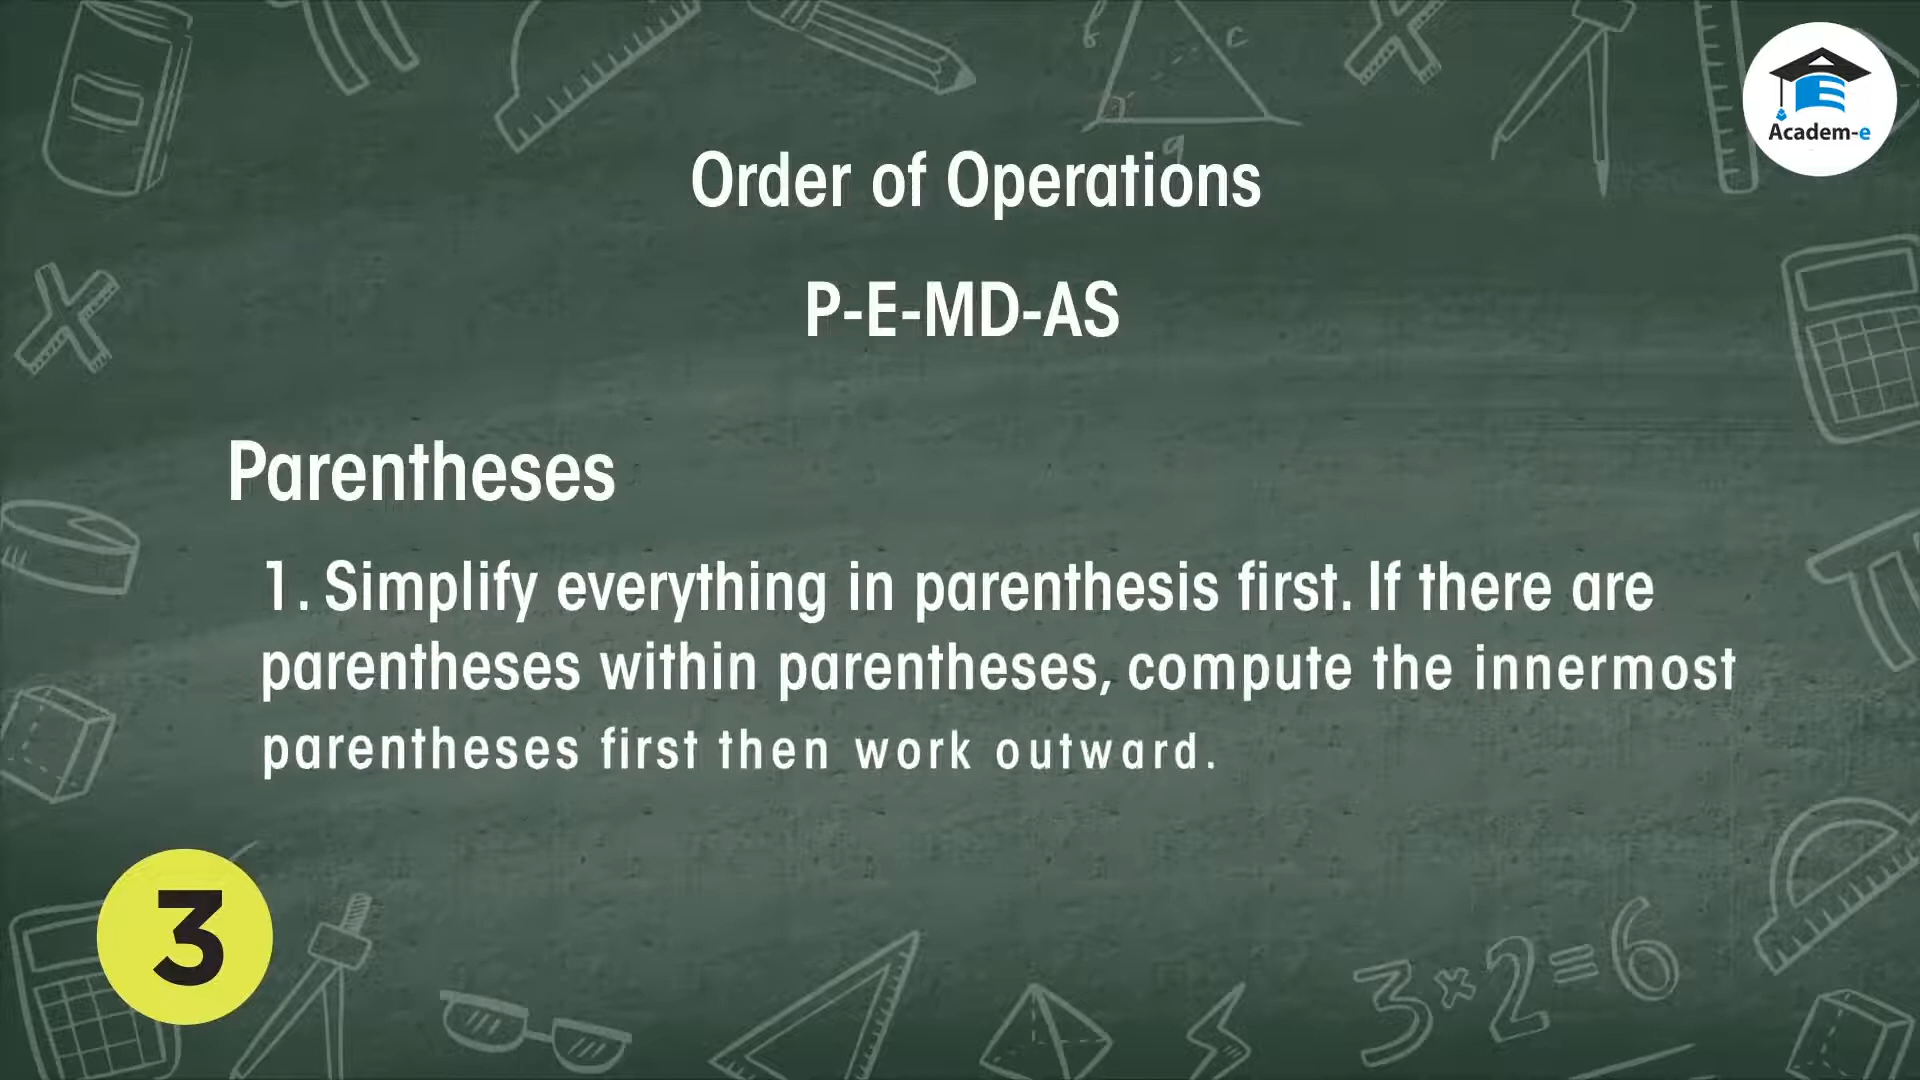 b
c
a
Academ-e
Order of Operations
P-E-MD-AS
Parentheses
1. Simplify everything in parenthesis first. If there are
parentheses within parentheses, compute the innermost
parentheses first then work outward.
3
3×2=6